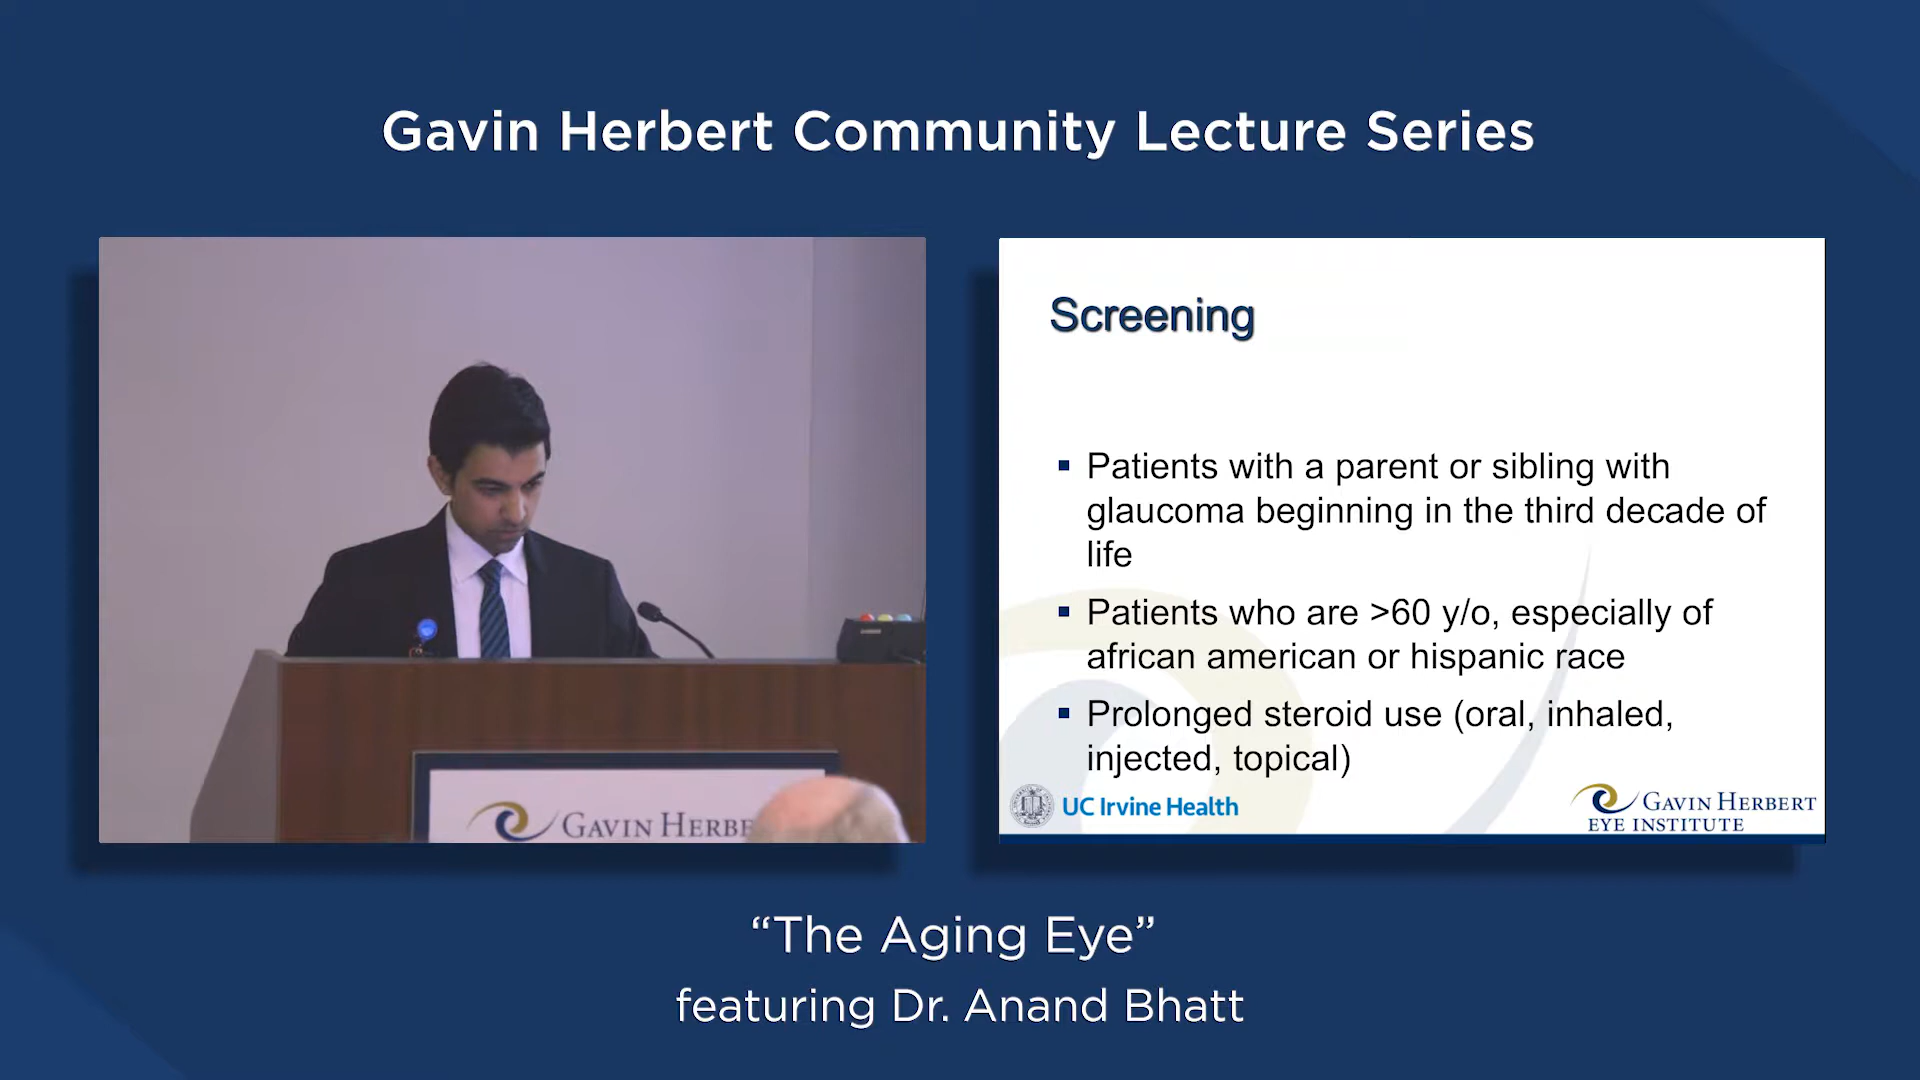 Gavin Herbert Community Lecture Series
Screening
▪ Patients with a parent or sibling with
glaucoma beginning in the third decade of
life
▪ Patients who are >60 y/o, especially of
african american or hispanic race
▪ Prolonged steroid use (oral, inhaled,
injected, topical)
UC Irvine Health
GAVIN HERBERT
EYE INSTITUTE
GAVIN HERBE
“The Aging Eye”
featuring Dr. Anand Bhatt